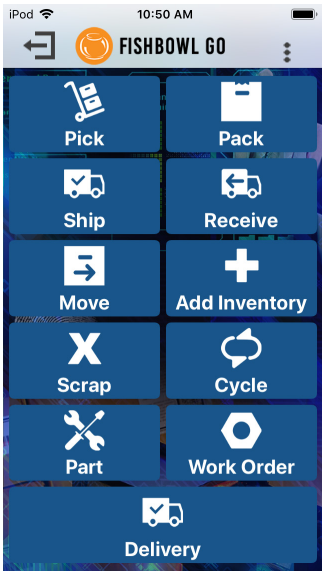 iPod 10:50 AM
FISHBOWL GO
Pick Pack
Ship Receive
Move Add Inventory
Scrap Cycle
Part Work Order
Delivery